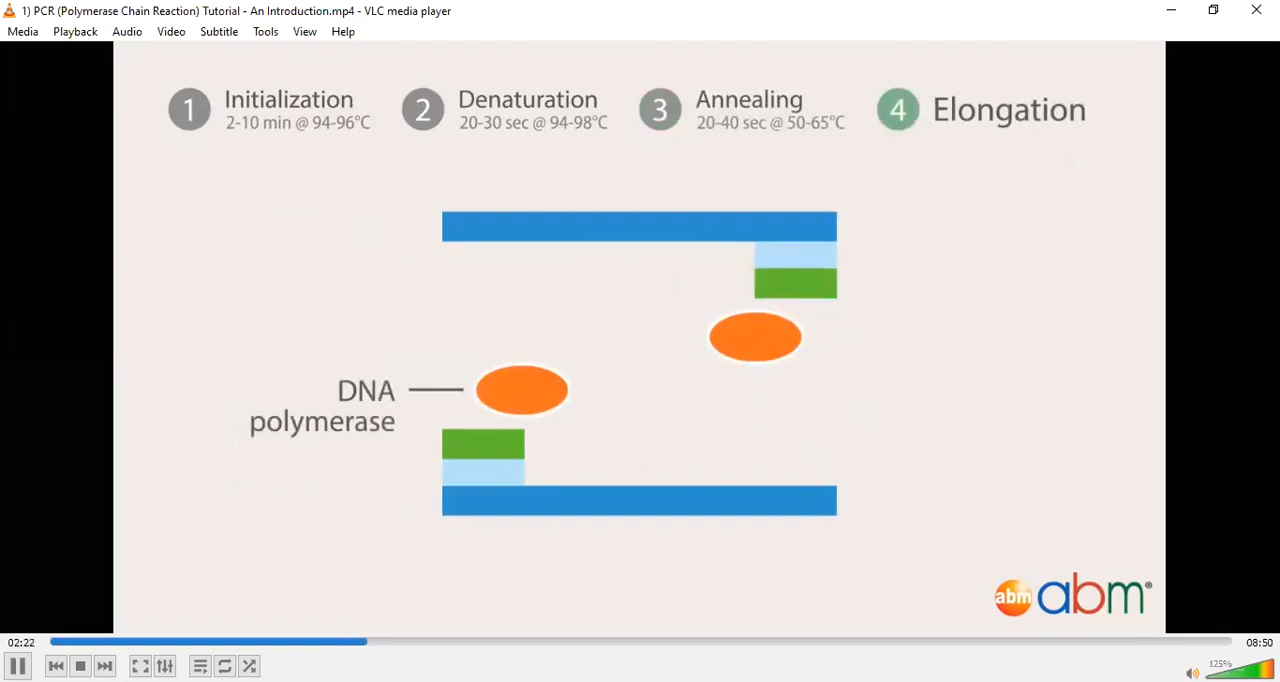 1) PCR (Polymerase Chain Reaction) Tutorial - An Introduction.mp4 - VLC media player
Media Playback Audio Video Subtitle Tools View Help
1 Initialization
2-10 min @ 94-96°C
2 Denaturation
20-30 sec @ 94-98°C
3 Annealing
20-40 sec @ 50-65°C
4 Elongation
DNA
polymerase
abm abm®
02:22
08:50
125%